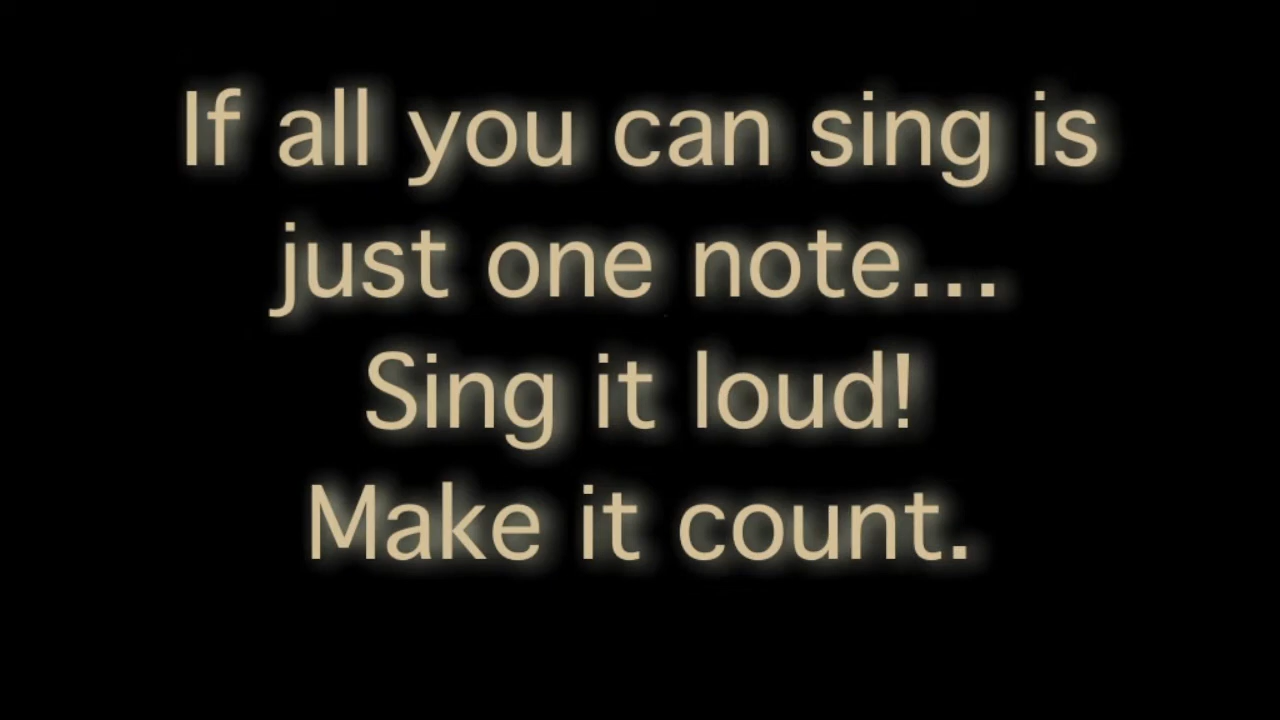 If all you can sing is
just one note...
Sing it loud!
Make it count.